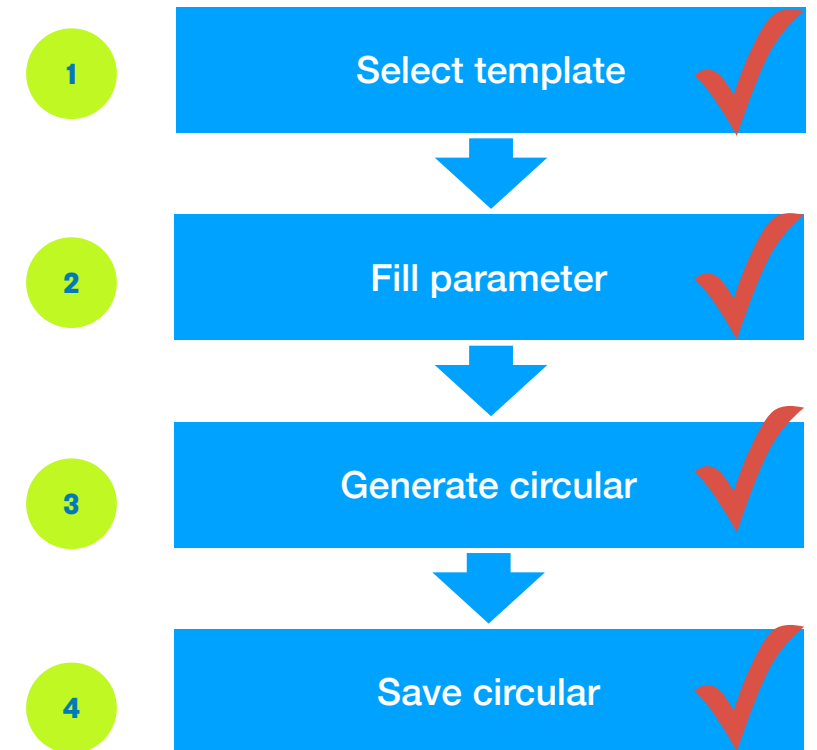 1
Select template
2
Fill parameter
3
Generate circular
4
Save circular